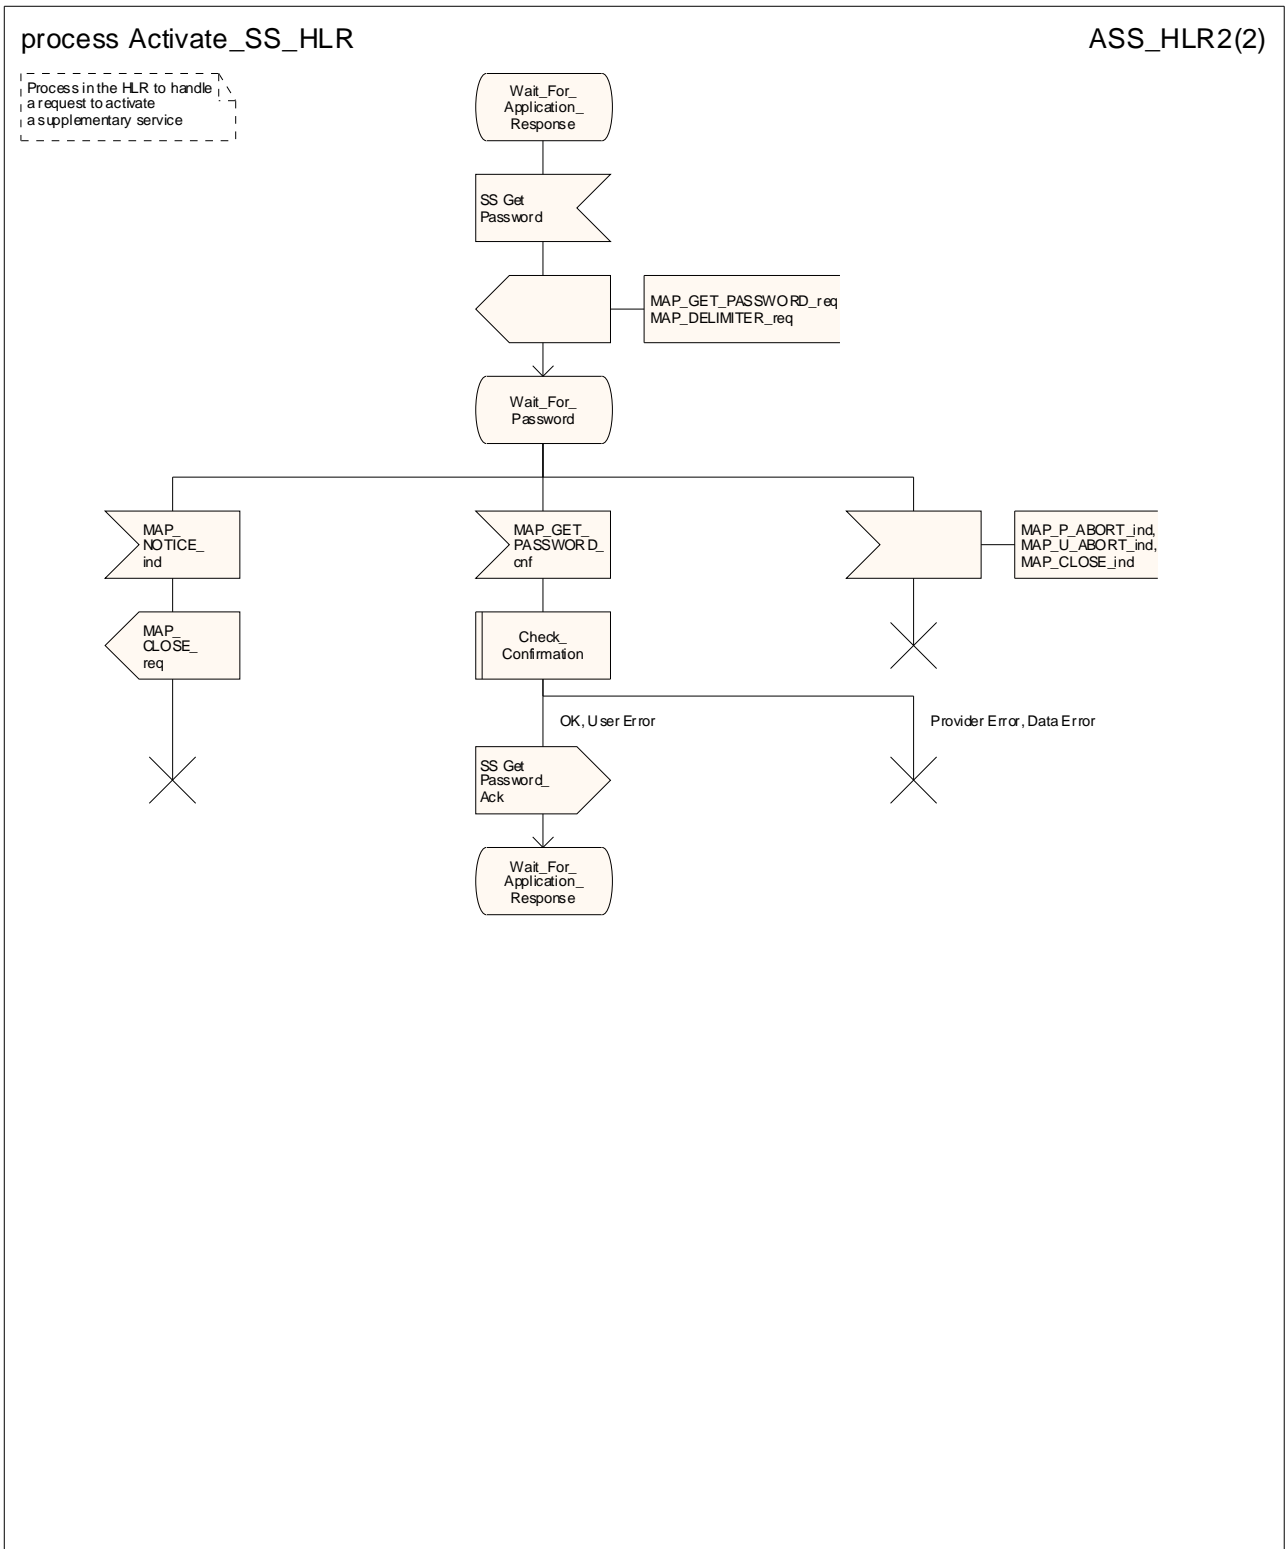 process Activate_SS_HLR
ASS_HLR2(2)
Process in the HLR to handle
a request to activate
a supplementary service
Wait_For_
Application_
Response
SS Get
Password
MAP_GET_PASSWORD_req
MAP_DELIMITER_req
Wait_For_
Password
MAP_
NOTICE_
ind
MAP_GET_
PASSWORD_
cnf
MAP_P_ABORT_ind,
MAP_U_ABORT_ind,
MAP_CLOSE_ind
MAP_
CLOSE_
req
Check_
Confirmation
OK, User Error
Provider Error, Data Error
SS Get
Password_
Ack
Wait_For_
Application_
Response